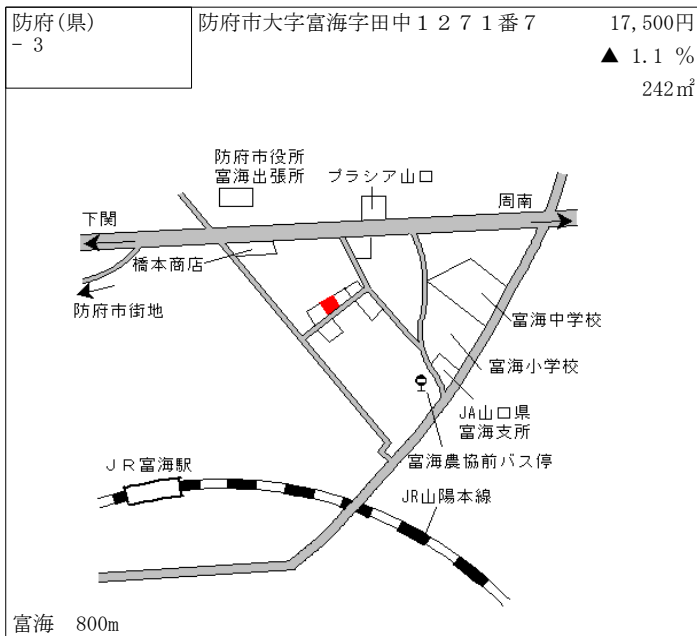 防府(県)
- 3
防府市大字富海字田中１２７１番７
17,500円
▲ 1.1 %
242㎡
防府市役所
富海出張所
プラシア山口
周南
下関
橋本商店
防府市街地
富海中学校
富海小学校
JA山口県
富海支所
富海農協前バス停
ＪＲ富海駅
JR山陽本線
富海　800m